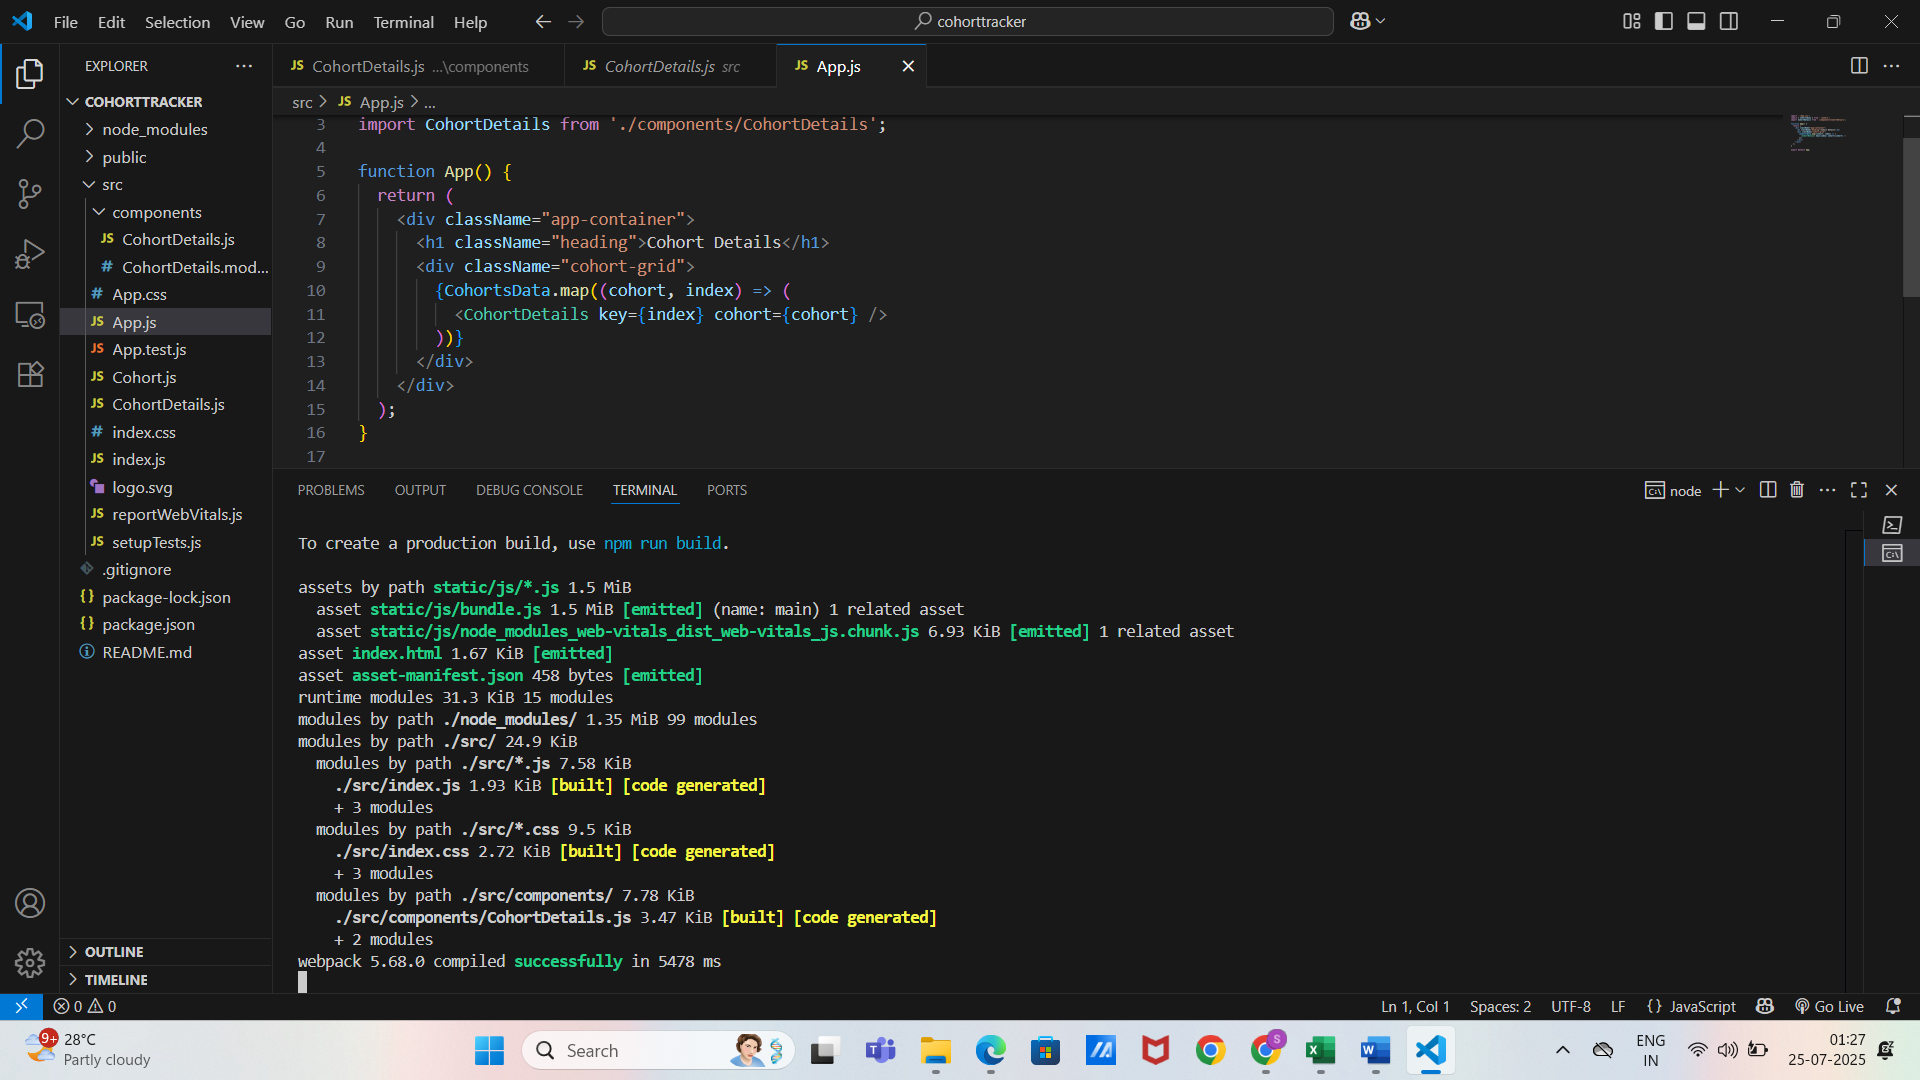 File Edit Selection View Go Run Terminal Help
cohorttracker
EXPLORER
COHORTTRACKER
node_modules
public
src
components
JS CohortDetails.js
# CohortDetails.mod...
# App.css
JS App.js
JS App.test.js
JS Cohort.js
JS CohortDetails.js
# index.css
JS index.js
logo.svg
JS reportWebVitals.js
JS setupTests.js
.gitignore
{} package-lock.json
{} package.json
README.md
OUTLINE
TIMELINE
JS CohortDetails.js ...\components
JS CohortDetails.js src
JS App.js
src > JS App.js > ...
3 import CohortDetails from './components/CohortDetails';
4
5 function App() {
6 return (
7 <div className="app-container">
8 <h1 className="heading">Cohort Details</h1>
9 <div className="cohort-grid">
10 {CohortsData.map((cohort, index) => (
11 <CohortDetails key={index} cohort={cohort} />
12 ))}
13 </div>
14 </div>
15 );
16 }
17
PROBLEMS OUTPUT DEBUG CONSOLE TERMINAL PORTS
node
To create a production build, use npm run build.
assets by path static/js/*.js 1.5 MiB
asset static/js/bundle.js 1.5 MiB [emitted] (name: main) 1 related asset
asset static/js/node_modules_web-vitals_dist_web-vitals_js.chunk.js 6.93 KiB [emitted] 1 related asset
asset index.html 1.67 KiB [emitted]
asset asset-manifest.json 458 bytes [emitted]
runtime modules 31.3 KiB 15 modules
modules by path ./node_modules/ 1.35 MiB 99 modules
modules by path ./src/ 24.9 KiB
modules by path ./src/*.js 7.58 KiB
./src/index.js 1.93 KiB [built] [code generated]
+ 3 modules
modules by path ./src/*.css 9.5 KiB
./src/index.css 2.72 KiB [built] [code generated]
+ 3 modules
modules by path ./src/components/ 7.78 KiB
./src/components/CohortDetails.js 3.47 KiB [built] [code generated]
+ 2 modules
webpack 5.68.0 compiled successfully in 5478 ms
0 0
Ln 1, Col 1 Spaces: 2 UTF-8 LF {} JavaScript Go Live
9+ 28°C
Partly cloudy
Search
ENG
IN
01:27
25-07-2025